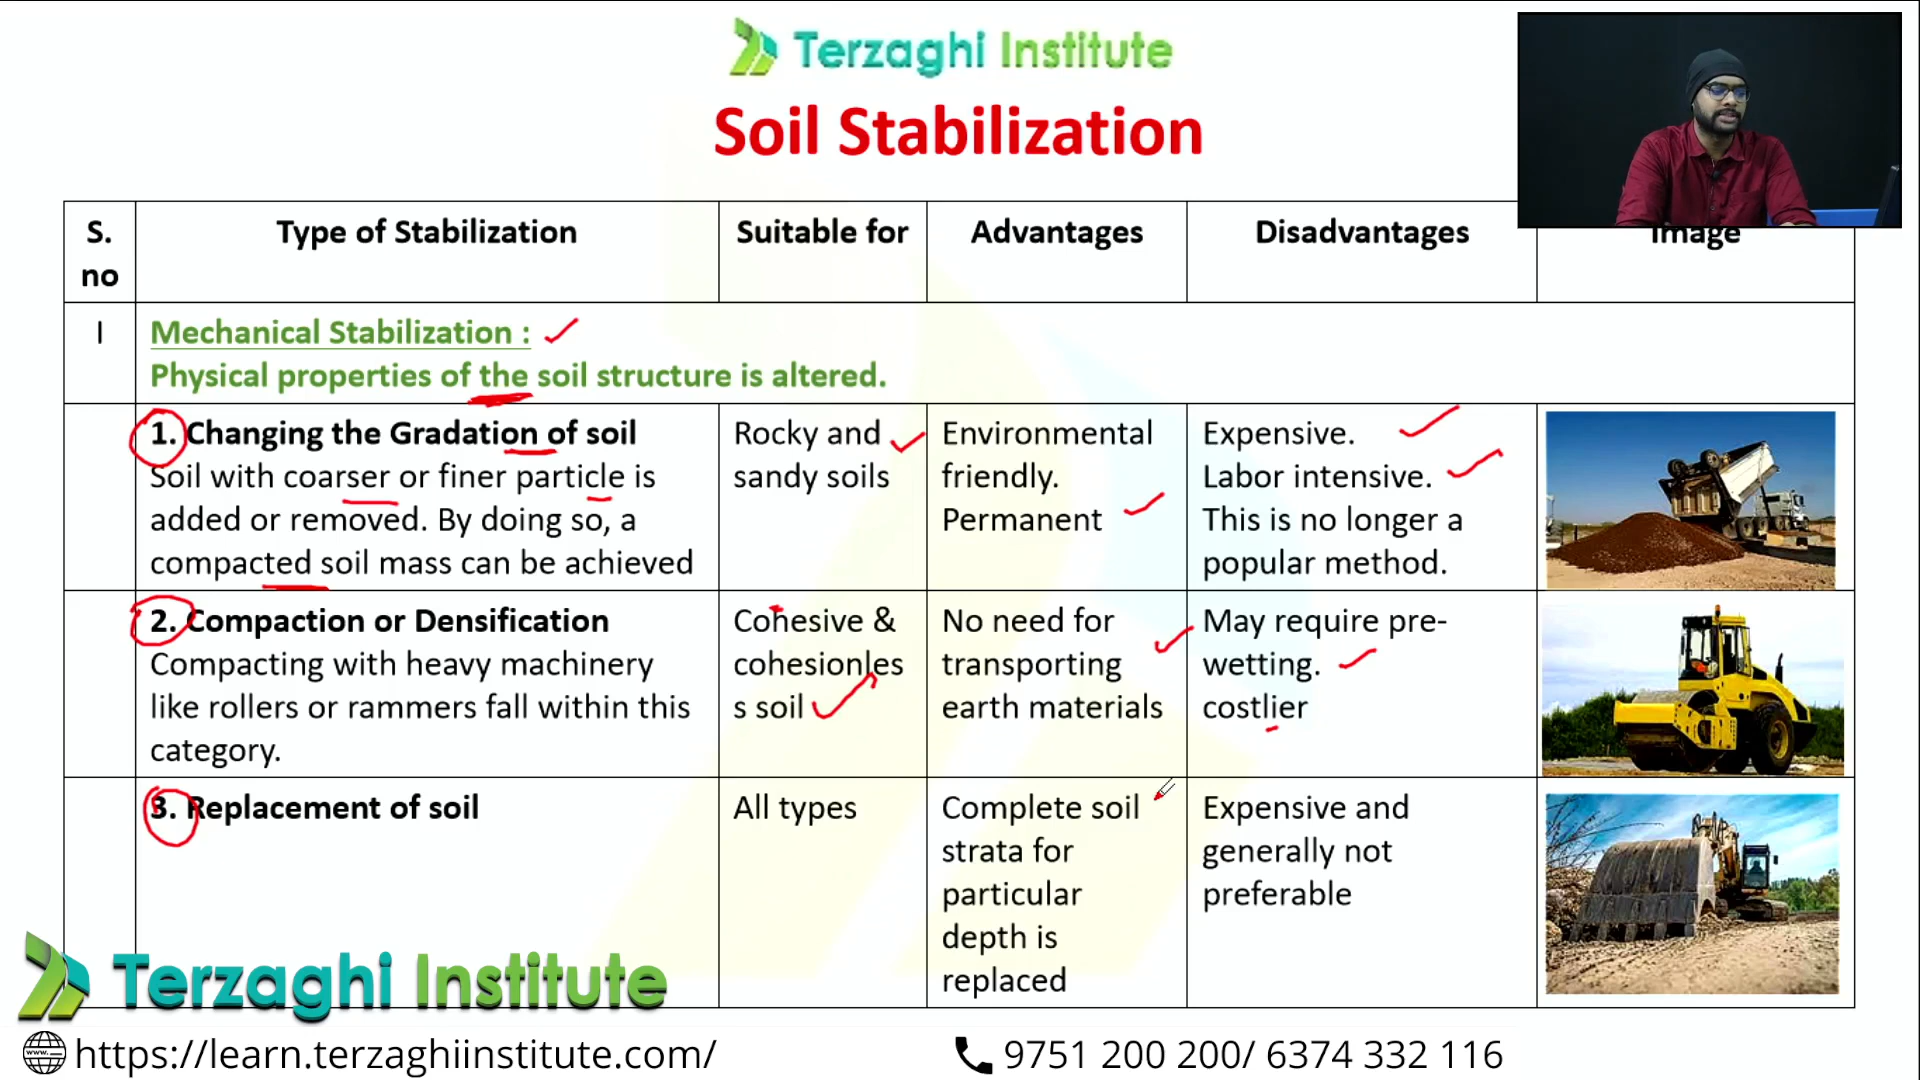 Terzaghi Institute
Soil Stabilization
S. no
Type of Stabilization
Suitable for
Advantages
Disadvantages
Image
I
Mechanical Stabilization :
Physical properties of the soil structure is altered.
1. Changing the Gradation of soil
Soil with coarser or finer particle is
added or removed. By doing so, a
compacted soil mass can be achieved
Rocky and
sandy soils
Environmental
friendly.
Permanent
Expensive.
Labor intensive.
This is no longer a
popular method.
2. Compaction or Densification
Compacting with heavy machinery
like rollers or rammers fall within this
category.
Cohesive &
cohesionles
s soil
No need for
transporting
earth materials
May require pre-
wetting.
costlier
3. Replacement of soil
All types
Complete soil
strata for
particular
depth is
replaced
Expensive and
generally not
preferable
Terzaghi Institute
https://learn.terzaghiinstitute.com/
9751 200 200/ 6374 332 116